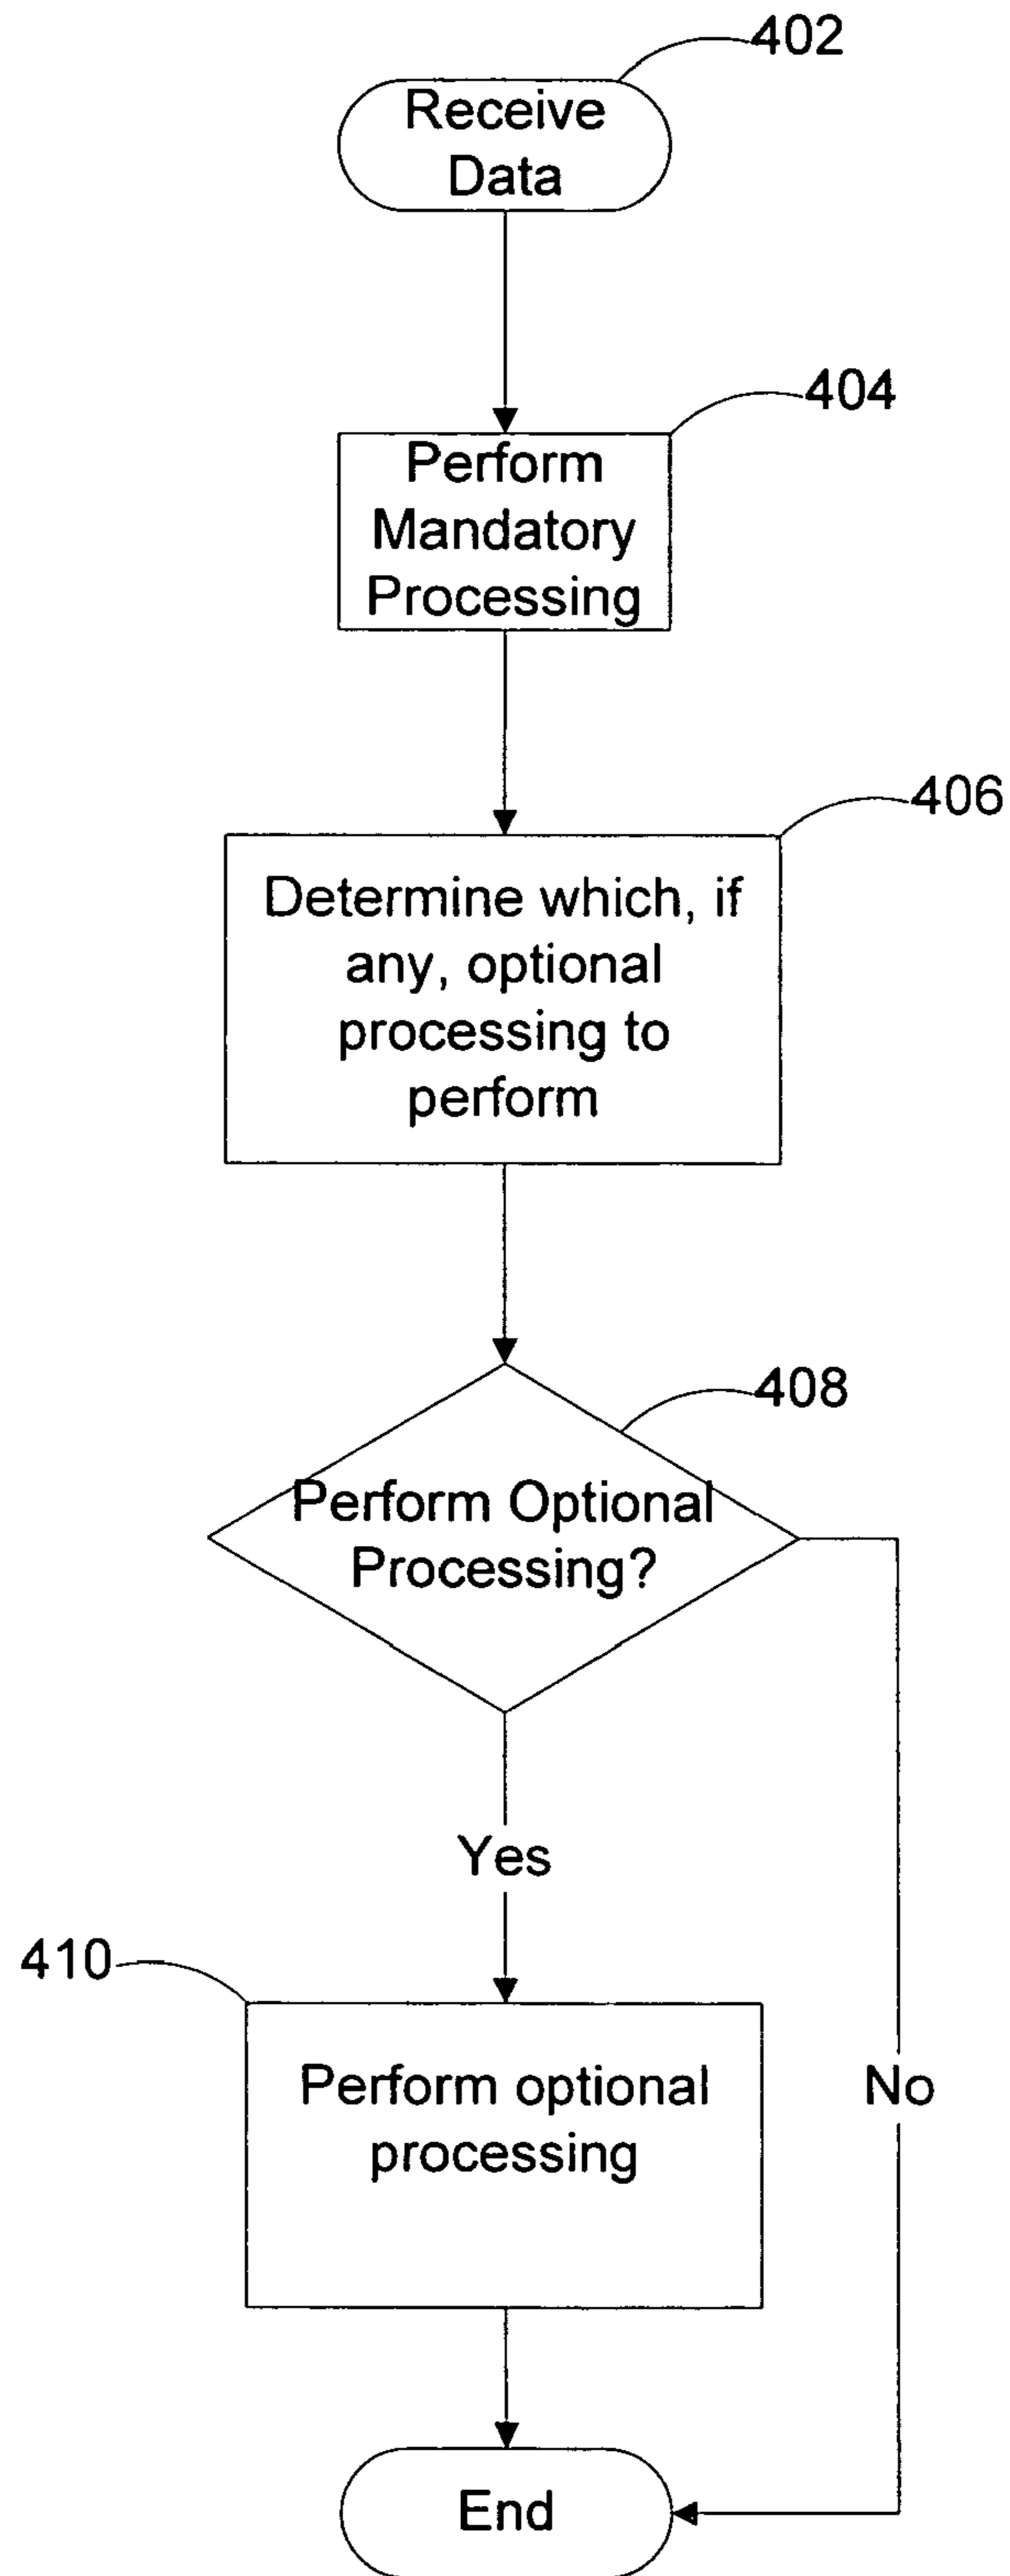 402
Receive
Data
404
Perform
Mandatory
Processing
406
Determine which, if
any, optional
processing to
perform
408
Perform Optional
Processing?
Yes
410
Perform optional
processing
No
End